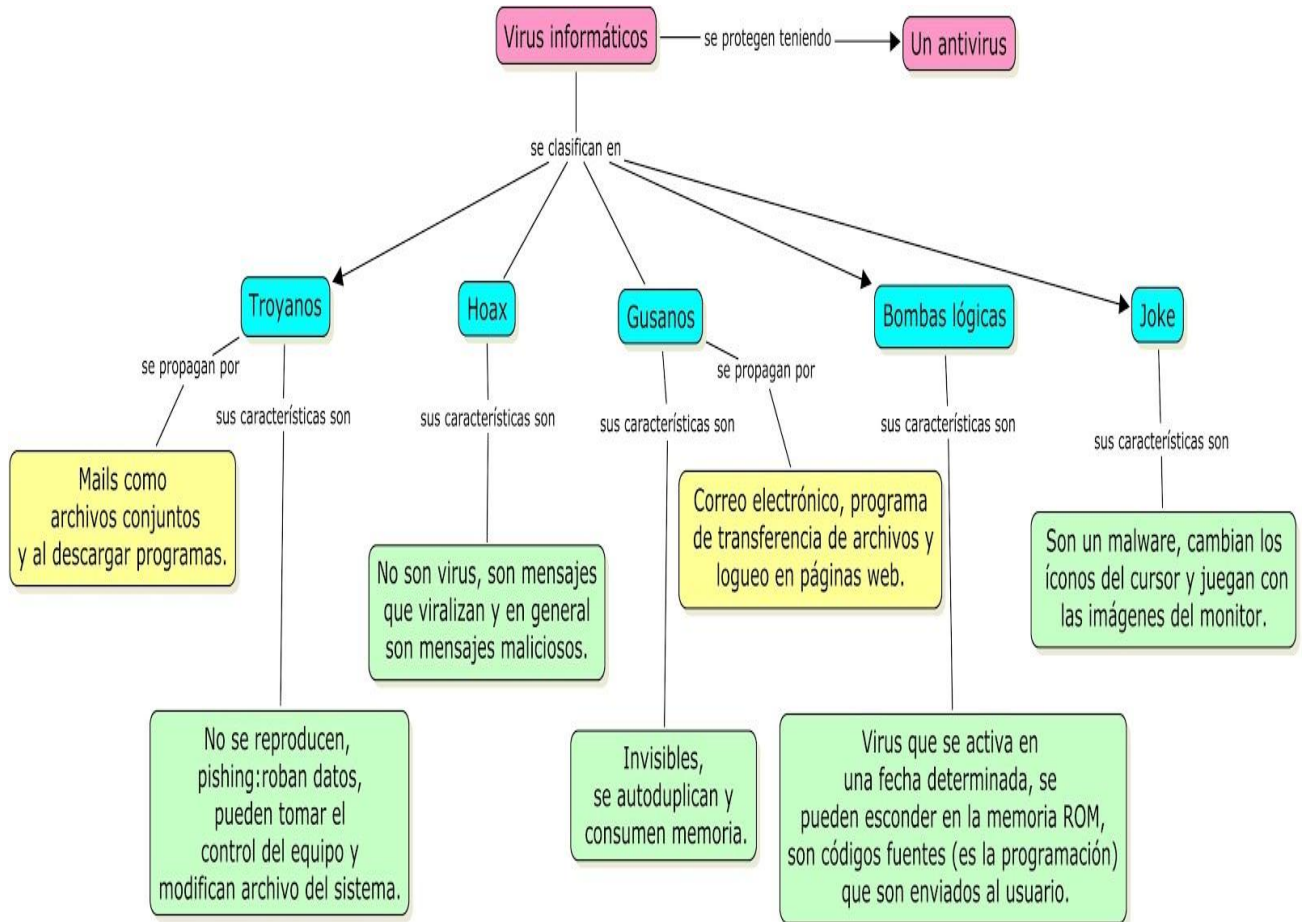 Virus informáticos
se protegen teniendo
Un antivirus
se clasifican en
Troyanos
Hoax
Gusanos
Bombas lógicas
Joke
se propagan por
sus características son
Mails como
archivos conjuntos
y al descargar programas.
No se reproducen,
pishing:roban datos,
pueden tomar el
control del equipo y
modifican archivo del sistema.
sus características son
No son virus, son mensajes
que viralizan y en general
son mensajes maliciosos.
sus características son
se propagan por
Invisibles,
se autoduplican y
consumen memoria.
Correo electrónico, programa
de transferencia de archivos y
logueo en páginas web.
sus características son
Virus que se activa en
una fecha determinada, se
pueden esconder en la memoria ROM,
son códigos fuentes (es la programación)
que son enviados al usuario.
sus características son
Son un malware, cambian los
íconos del cursor y juegan con
las imágenes del monitor.